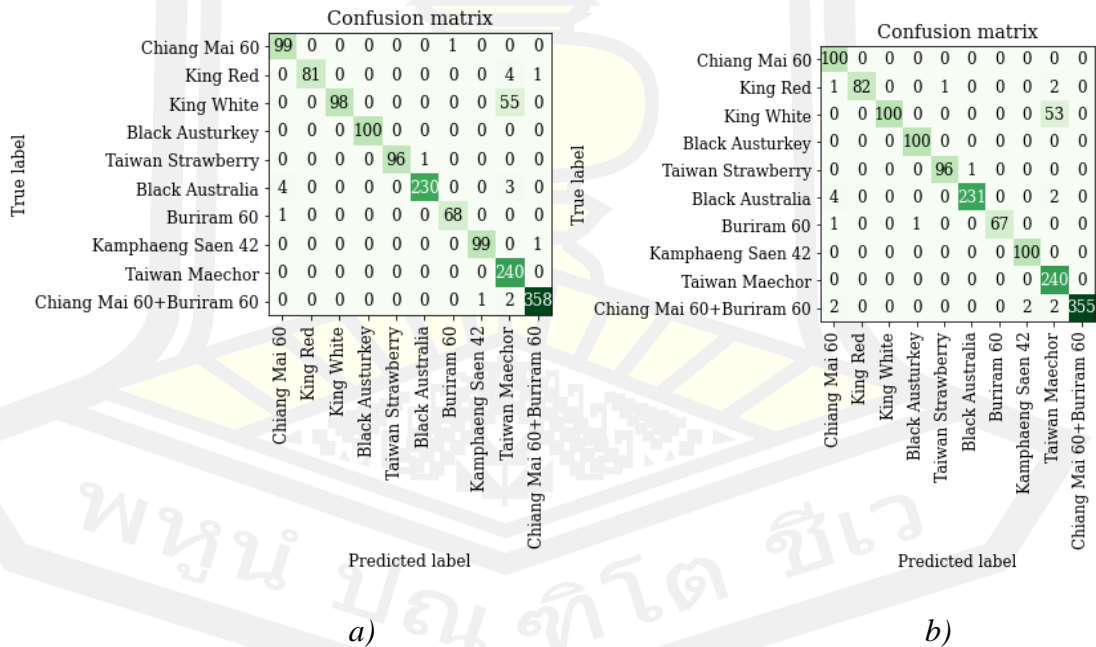 Confusion matrix
True label
Chiang Mai 60 99 0 0 0 0 0 1 0 0 0
King Red 0 81 0 0 0 0 0 0 4 1
King White 0 0 98 0 0 0 0 0 55 0
Black Austurkey 0 0 0 100 0 0 0 0 0 0
Taiwan Strawberry 0 0 0 0 96 1 0 0 0 0
Black Australia 4 0 0 0 0 230 0 0 3 0
Buriram 60 1 0 0 0 0 0 68 0 0 0
Kamphaeng Saen 42 0 0 0 0 0 0 0 99 0 1
Taiwan Maechor 0 0 0 0 0 0 0 0 240 0
Chiang Mai 60+Buriram 60 0 0 0 0 0 0 0 1 2 358
Chiang Mai 60
King Red
King White
Black Austurkey
Taiwan Strawberry
Black Australia
Buriram 60
Kamphaeng Saen 42
Taiwan Maechor
Chiang Mai 60+Buriram 60
Predicted label
a)
Confusion matrix
True label
Chiang Mai 60 100 0 0 0 0 0 0 0 0 0
King Red 1 82 0 0 1 0 0 0 2 0
King White 0 0 100 0 0 0 0 0 53 0
Black Austurkey 0 0 0 100 0 0 0 0 0 0
Taiwan Strawberry 0 0 0 0 96 1 0 0 0 0
Black Australia 4 0 0 0 0 231 0 0 2 0
Buriram 60 1 0 0 1 0 0 67 0 0 0
Kamphaeng Saen 42 0 0 0 0 0 0 0 100 0 0
Taiwan Maechor 0 0 0 0 0 0 0 0 240 0
Chiang Mai 60+Buriram 60 2 0 0 0 0 0 0 2 2 355
Chiang Mai 60
King Red
King White
Black Austurkey
Taiwan Strawberry
Black Australia
Buriram 60
Kamphaeng Saen 42
Taiwan Maechor
Chiang Mai 60+Buriram 60
Predicted label
b)
พหูนํ ปณฺฑิโต ชีเว